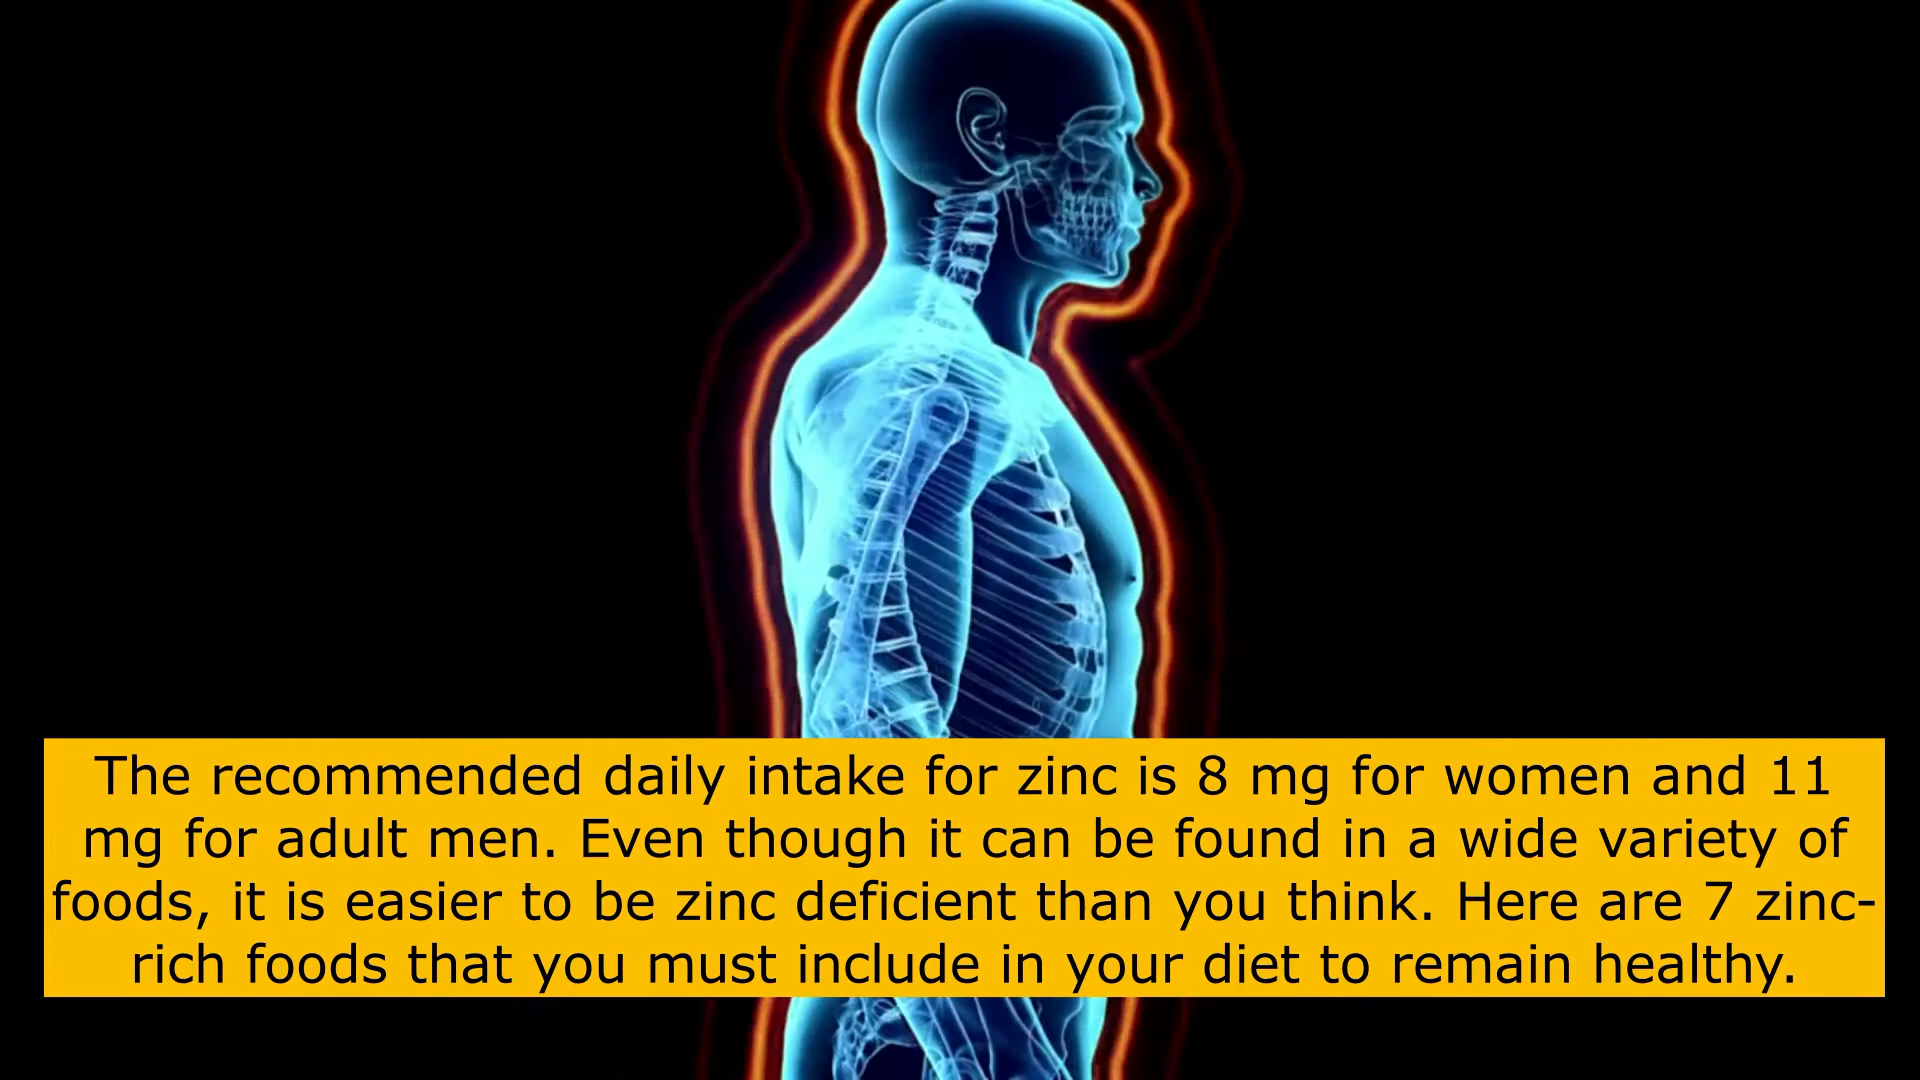 The recommended daily intake for zinc is 8 mg for women and 11
mg for adult men. Even though it can be found in a wide variety of
foods, it is easier to be zinc deficient than you think. Here are 7 zinc-
rich foods that you must include in your diet to remain healthy.